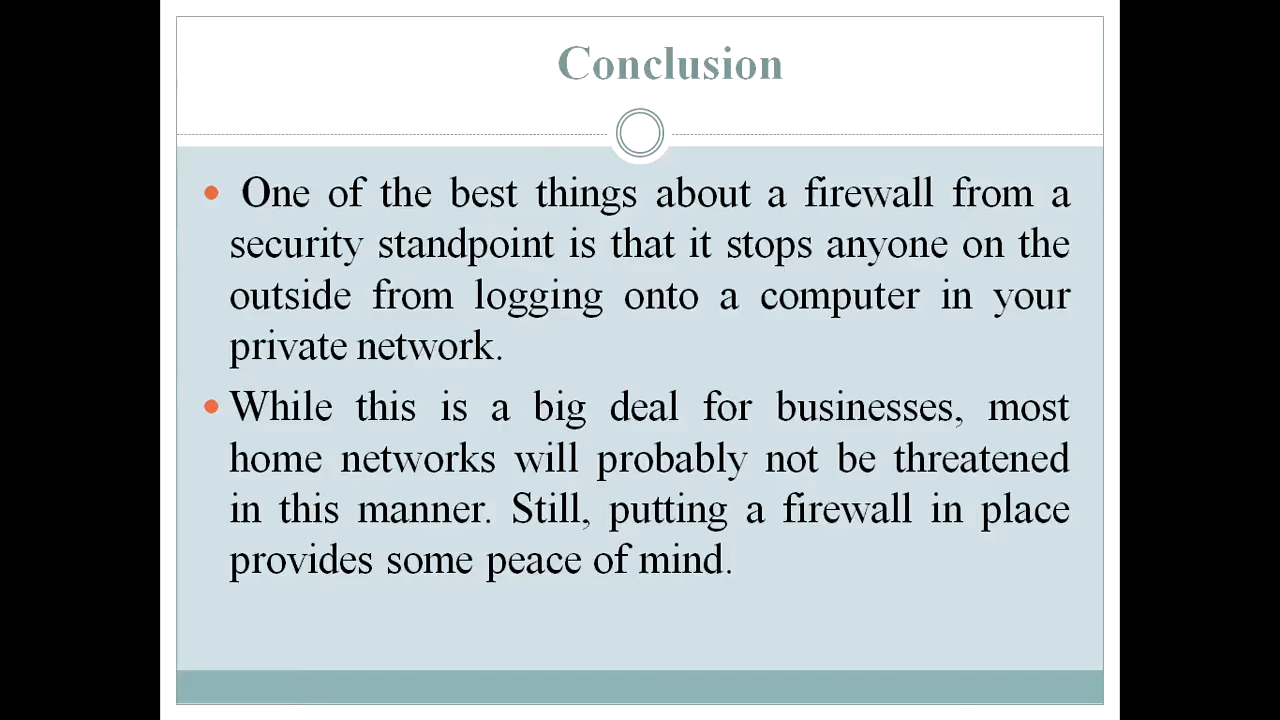 Conclusion
One of the best things about a firewall from a
security standpoint is that it stops anyone on the
outside from logging onto a computer in your
private network.
While this is a big deal for businesses, most
home networks will probably not be threatened
in this manner. Still, putting a firewall in place
provides some peace of mind.